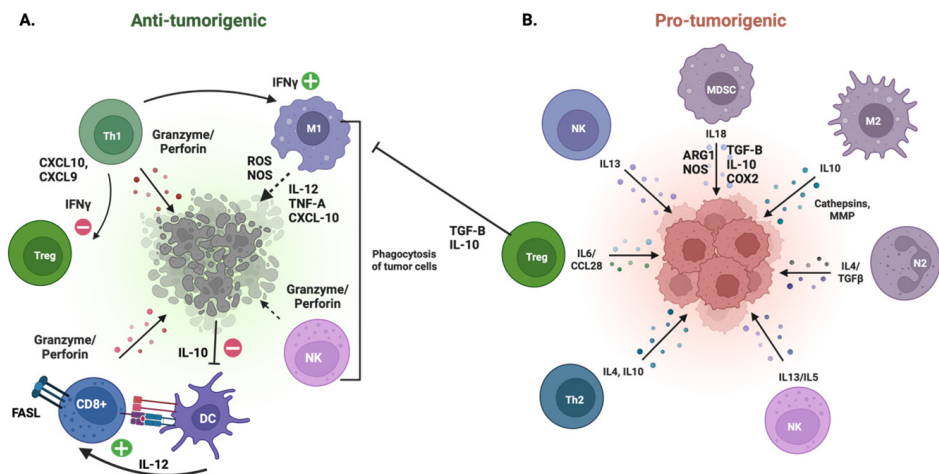 A.
Anti-tumorigenic
B.
Pro-tumorigenic
IFNγ
Th1
M1
Granzyme/
Perforin
CXCL10,
CXCL9
IFNγ
Treg
ROS
NOS
IL-12
TNF-A
CXCL-10
Phagocytosis
of tumor cells
Granzyme/
Perforin
NK
Granzyme/
Perforin
IL-10
FASL
CD8+
DC
IL-12
TGF-B
IL-10
Treg
NK
MDSC
M2
IL18
IL13
ARG1
NOS
TGF-B
IL-10
COX2
IL10
Cathepsins,
MMP
IL6/
CCL28
IL4/
TGFβ
N2
IL4, IL10
Th2
IL13/IL5
NK